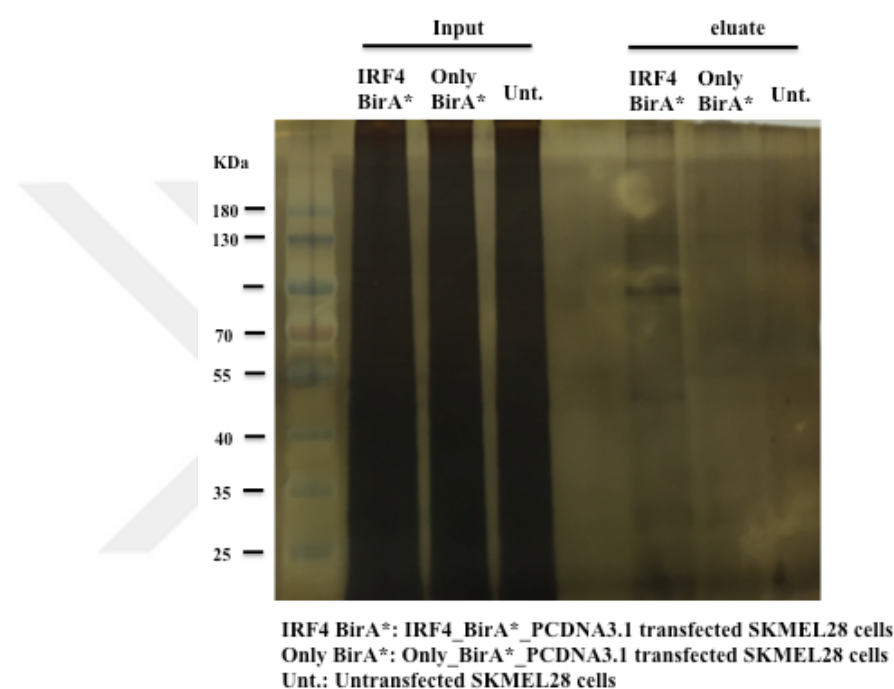 Input eluate
IRF4 Only Unt. IRF4 Only Unt.
BirA* BirA* BirA* BirA*
KDa
180
130
70
55
40
35
25
IRF4 BirA*: IRF4_BirA*_PCDNA3.1 transfected SKMEL28 cells
Only BirA*: Only_BirA*_PCDNA3.1 transfected SKMEL28 cells
Unt.: Untransfected SKMEL28 cells